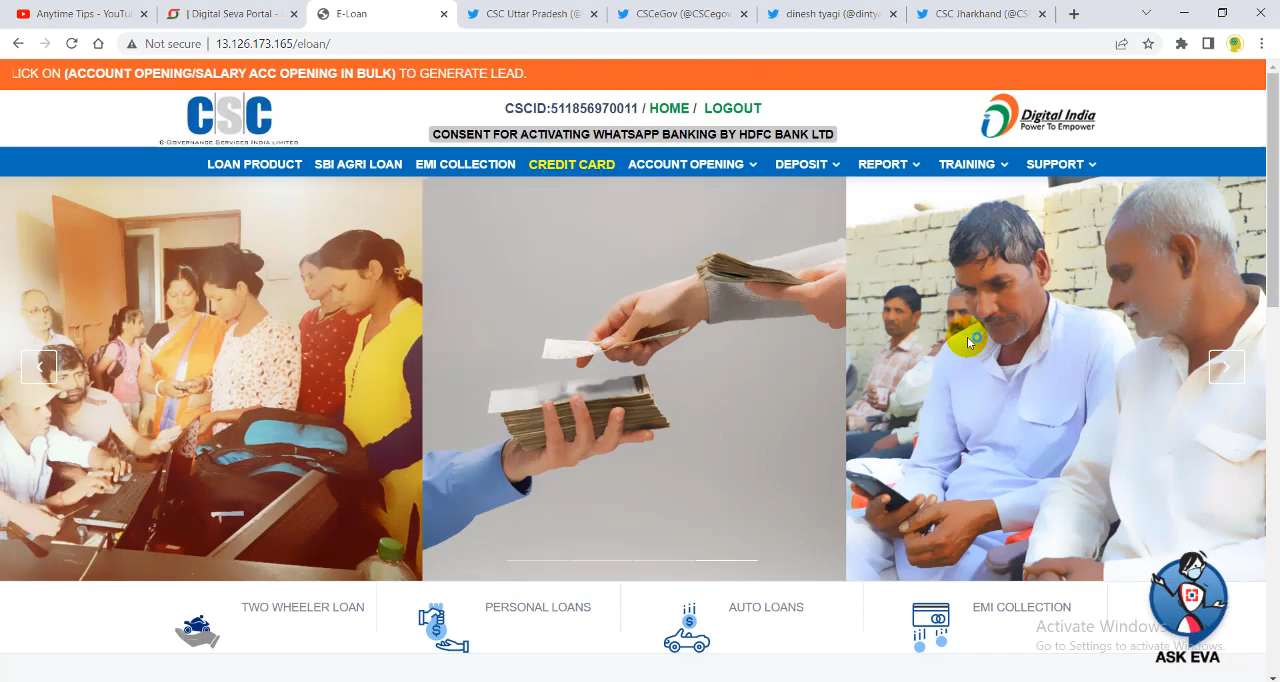 Anytime Tips - YouTu
| Digital Seva Portal -
E-Loan
CSC Uttar Pradesh (@
CSCeGov (@CSCegov
dinesh tyagi (@dintye
CSC Jharkhand (@CS
Not secure | 13.126.173.165/eloan/
LICK ON (ACCOUNT OPENING/SALARY ACC OPENING IN BULK) TO GENERATE LEAD.
CSC
E-GOVERNANCE SERVICES INDIA LIMITED
CSCID:511856970011 / HOME / LOGOUT
CONSENT FOR ACTIVATING WHATSAPP BANKING BY HDFC BANK LTD
Digital India
Power To Empower
LOAN PRODUCT SBI AGRI LOAN EMI COLLECTION CREDIT CARD ACCOUNT OPENING DEPOSIT REPORT TRAINING SUPPORT
TWO WHEELER LOAN
PERSONAL LOANS
AUTO LOANS
EMI COLLECTION
Activate Windows
Go to Settings to activate Windows.
ASK EVA